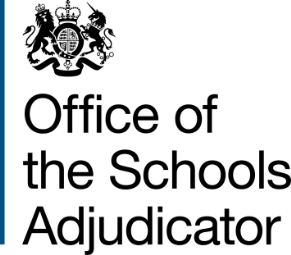 Office of
the Schools
Adjudicator